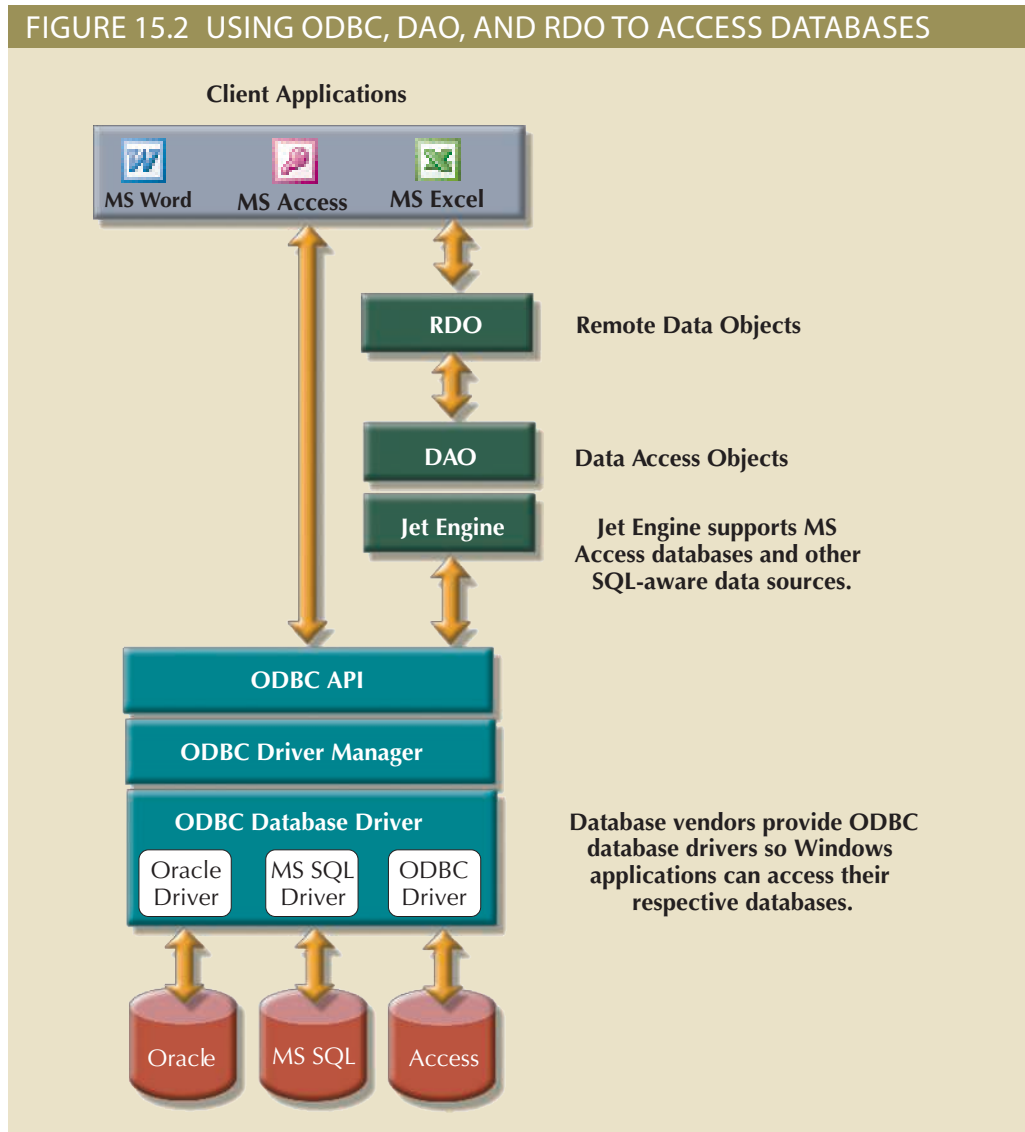 FIGURE 15.2 USING ODBC, DAO, AND RDO TO ACCESS DATABASES
Client Applications
MS Word
MS Access
MS Excel
RDO
Remote Data Objects
DAO
Data Access Objects
Jet Engine
Jet Engine supports MS
Access databases and other
SQL-aware data sources.
ODBC API
ODBC Driver Manager
ODBC Database Driver
Oracle
Driver
MS SQL
Driver
ODBC
Driver
Database vendors provide ODBC
database drivers so Windows
applications can access their
respective databases.
Oracle
MS SQL
Access